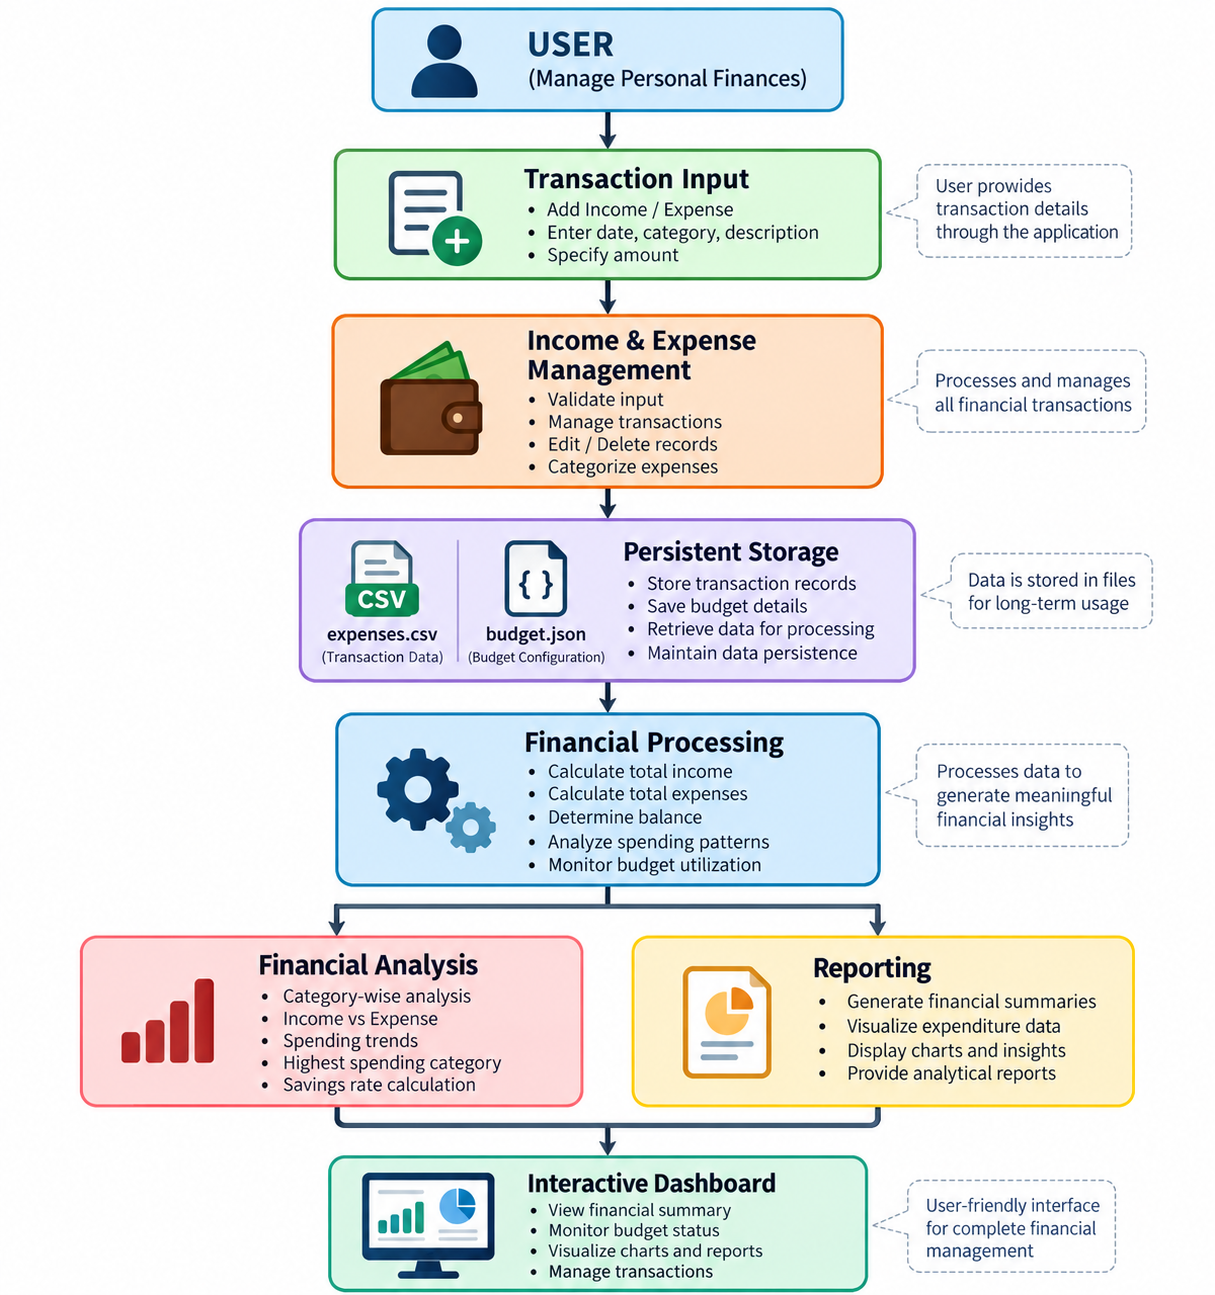 USER
(Manage Personal Finances)
Transaction Input
• Add Income / Expense
• Enter date, category, description
• Specify amount
User provides
transaction details
through the application
Income & Expense
Management
• Validate input
• Manage transactions
• Edit / Delete records
• Categorize expenses
Processes and manages
all financial transactions
CSV
expenses.csv
(Transaction Data)
{ }
budget.json
(Budget Configuration)
Persistent Storage
• Store transaction records
• Save budget details
• Retrieve data for processing
• Maintain data persistence
Data is stored in files
for long-term usage
Financial Processing
• Calculate total income
• Calculate total expenses
• Determine balance
• Analyze spending patterns
• Monitor budget utilization
Processes data to
generate meaningful
financial insights
Financial Analysis
• Category-wise analysis
• Income vs Expense
• Spending trends
• Highest spending category
• Savings rate calculation
Reporting
• Generate financial summaries
• Visualize expenditure data
• Display charts and insights
• Provide analytical reports
Interactive Dashboard
• View financial summary
• Monitor budget status
• Visualize charts and reports
• Manage transactions
User-friendly interface
for complete financial
management